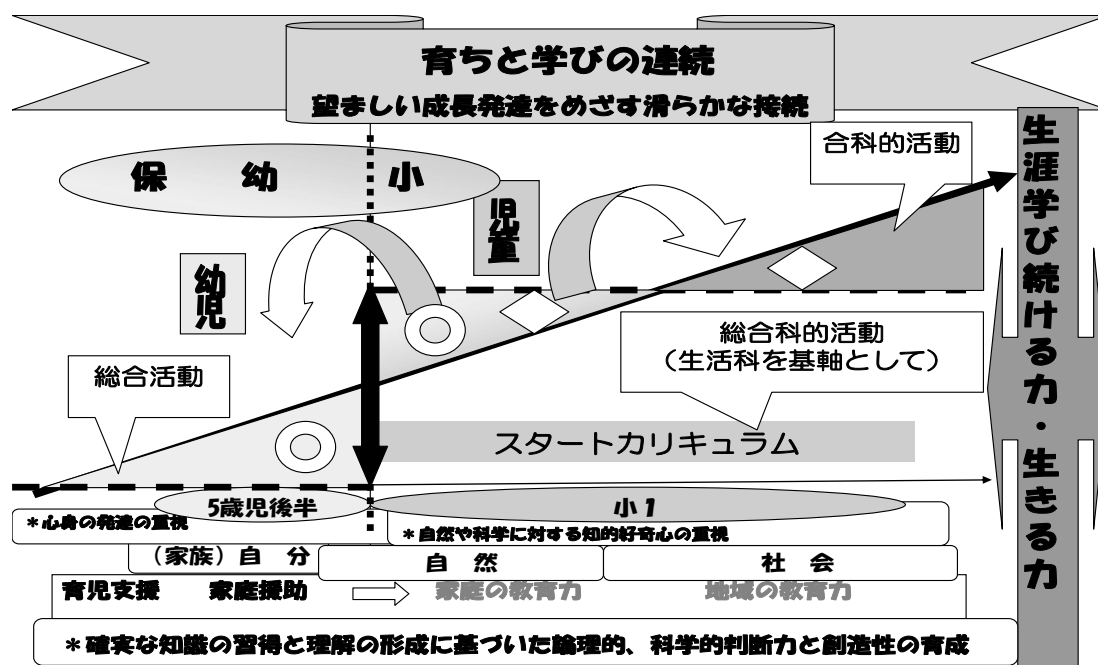 育ちと学びの連続
望ましい成長発達をめざす滑らかな接続
保　幼　小
合科的活動
児童
幼児
総合科的活動
（生活科を基軸として）
総合活動
スタートカリキュラム
5歳児後半
小１
＊心身の発達の重視
＊自然や科学に対する知的好奇心の重視
（家族）自　分
自　然
社　会
育児支援　家庭援助
家庭の教育力
地域の教育力
＊確実な知識の習得と理解の形成に基づいた論理的、科学的判断力と創造性の育成
生涯学び続ける力・生きる力